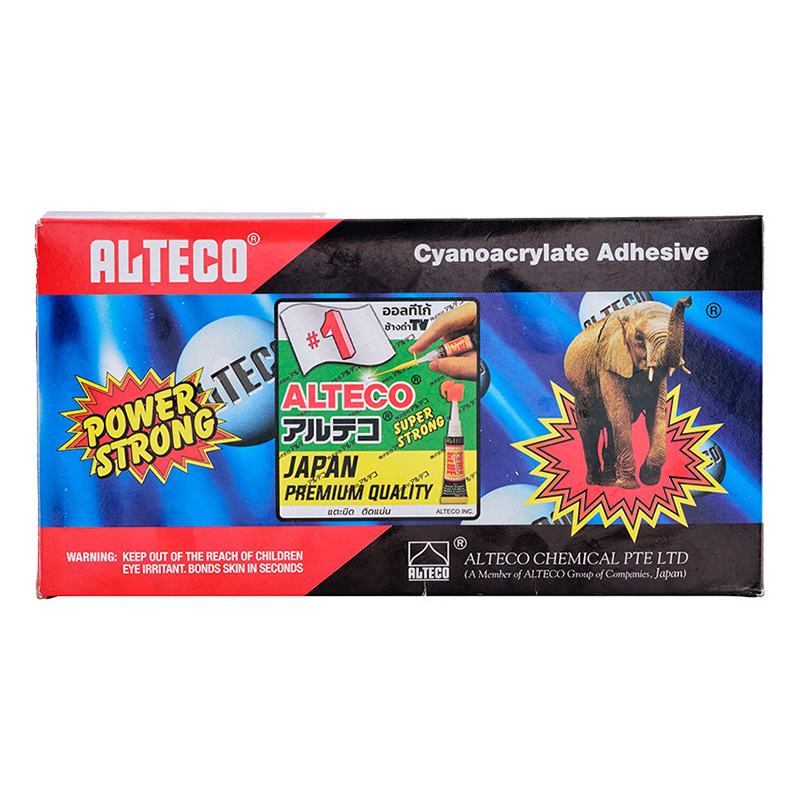 ALTECO®
Cyanoacrylate Adhesive
ALTECO
®
POWER
STRONG
ALTECO
#1
ออลทีโก้
ช้างดำTV
ALTECO®
アルテコ®
SUPER
STRONG
JAPAN
PREMIUM QUALITY
แตะนิด ติดแน่น
ALTECO INC.
WARNING: KEEP OUT OF THE REACH OF CHILDREN
EYE IRRITANT. BONDS SKIN IN SECONDS
ALTECO
®
ALTECO CHEMICAL PTE LTD
(A Member of ALTECO Group of Companies, Japan)